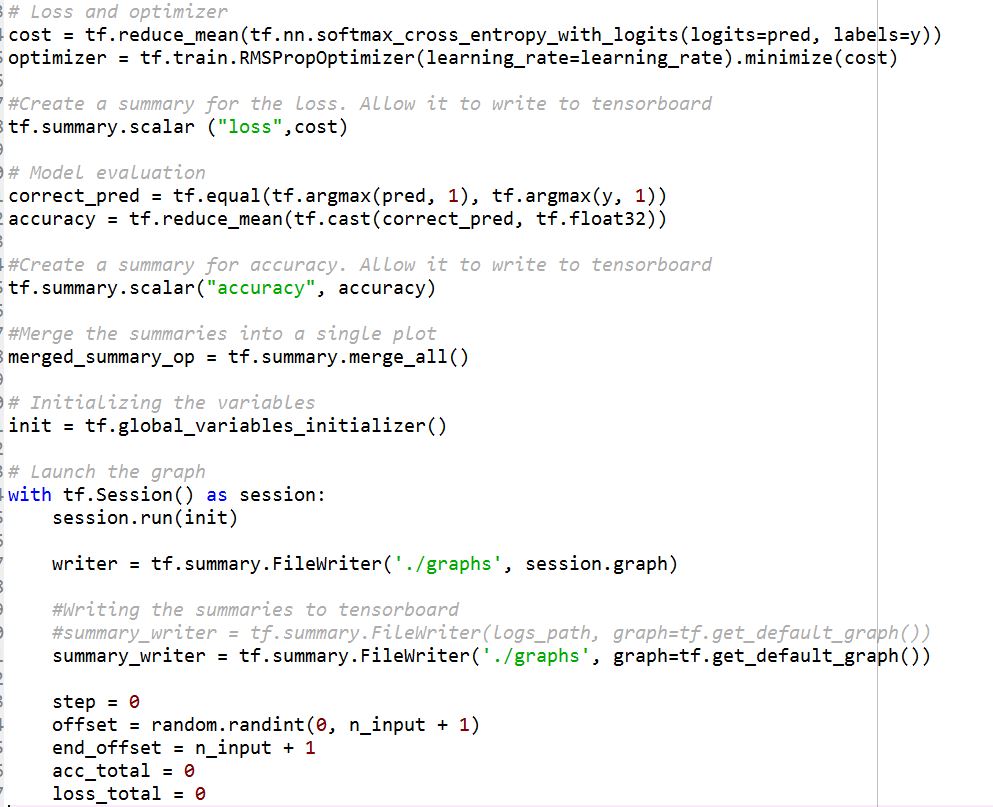 # Loss and optimizer
cost = tf.reduce_mean(tf.nn.softmax_cross_entropy_with_logits(logits=pred, labels=y))
optimizer = tf.train.RMSPropOptimizer(learning_rate=learning_rate).minimize(cost)
#Create a summary for the loss. Allow it to write to tensorboard
tf.summary.scalar ("loss",cost)
# Model evaluation
correct_pred = tf.equal(tf.argmax(pred, 1), tf.argmax(y, 1))
accuracy = tf.reduce_mean(tf.cast(correct_pred, tf.float32))
#Create a summary for accuracy. Allow it to write to tensorboard
tf.summary.scalar("accuracy", accuracy)
#Merge the summaries into a single plot
merged_summary_op = tf.summary.merge_all()
# Initializing the variables
init = tf.global_variables_initializer()
# Launch the graph
with tf.Session() as session:
    session.run(init)
    writer = tf.summary.FileWriter('./graphs', session.graph)
    #Writing the summaries to tensorboard
    #summary_writer = tf.summary.FileWriter(logs_path, graph=tf.get_default_graph())
    summary_writer = tf.summary.FileWriter('./graphs', graph=tf.get_default_graph())
    step = 0
    offset = random.randint(0, n_input + 1)
    end_offset = n_input + 1
    acc_total = 0
    loss_total = 0